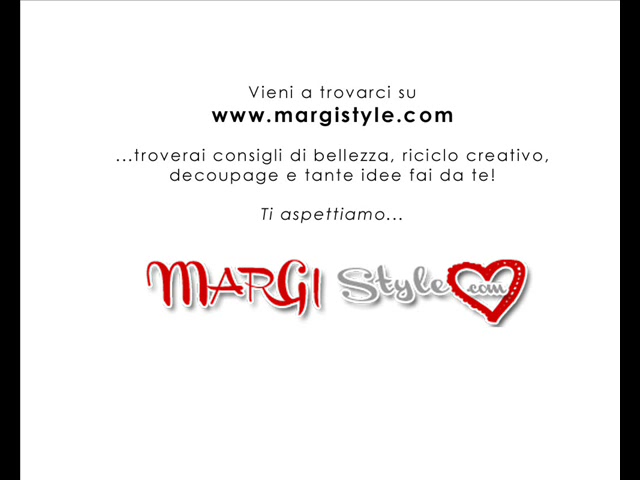 Vieni a trovarci su
www.margistyle.com
...troverai consigli di bellezza, riciclo creativo,
decoupage e tante idee fai da te!
Ti aspettiamo...
MARGI Style.com